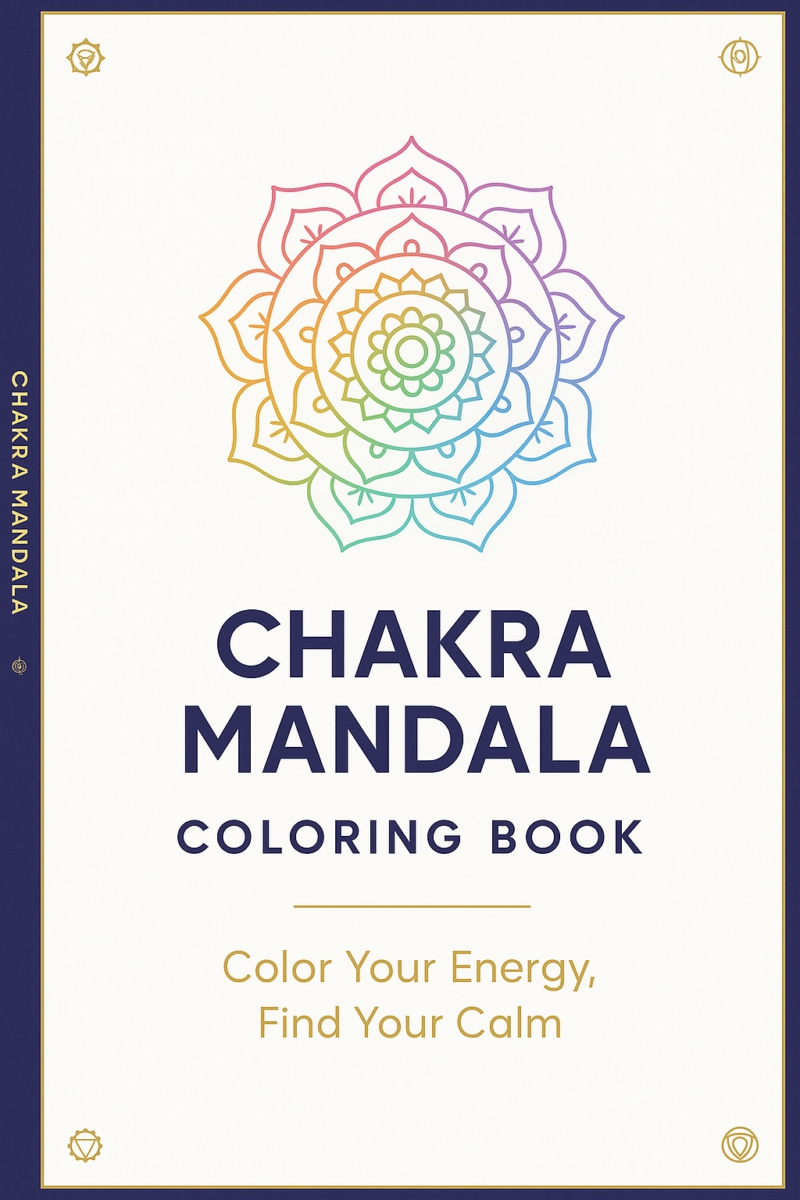 CHAKRA MANDALA
CHAKRA
MANDALA
COLORING BOOK
Color Your Energy,
Find Your Calm